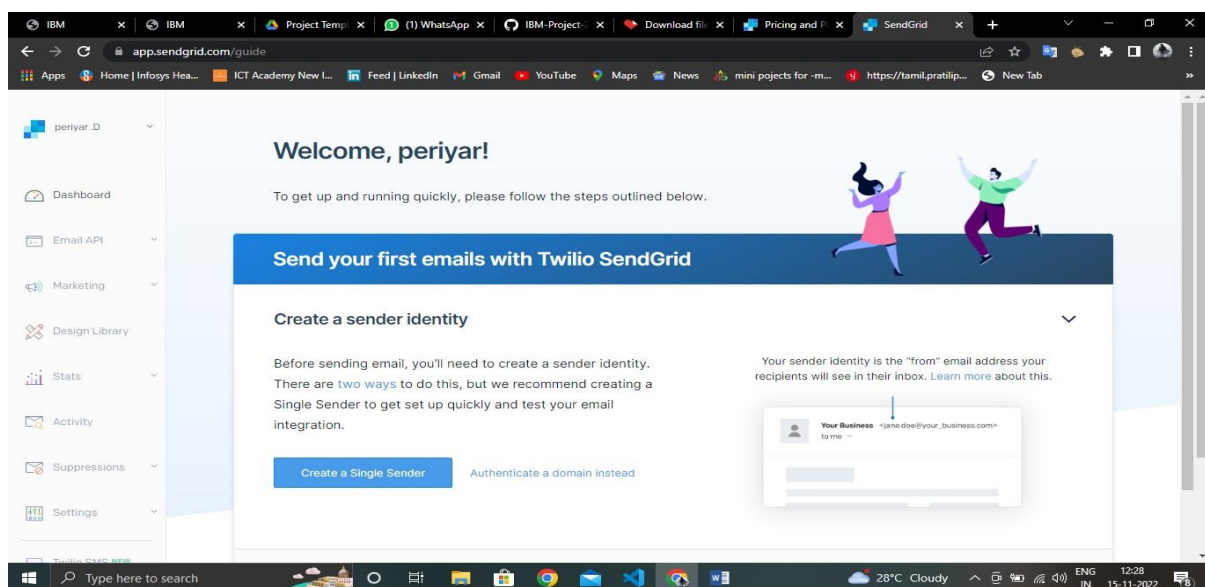 IBM
IBM
Project Temp
(1) WhatsApp
IBM-Project-
Download fil
Pricing and P
SendGrid
app.sendgrid.com/guide
Apps
Home | Infosys Hea...
ICT Academy New l...
Feed | LinkedIn
Gmail
YouTube
Maps
News
mini pojects for -m...
https://tamil.pratilip...
New Tab
»
periyar .D
Dashboard
Email API
Marketing
Design Library
Stats
Activity
Suppressions
Settings
Twilio SMS NEW
Welcome, periyar!
To get up and running quickly, please follow the steps outlined below.
Send your first emails with Twilio SendGrid
Create a sender identity
Before sending email, you'll need to create a sender identity.
There are two ways to do this, but we recommend creating a
Single Sender to get set up quickly and test your email
integration.
Create a Single Sender
Authenticate a domain instead
Your sender identity is the "from" email address your
recipients will see in their inbox. Learn more about this.
Your Business <jane.doe@your_business.com>
to me
Type here to search
28°C Cloudy
ENG
IN
12:28
15-11-2022
8